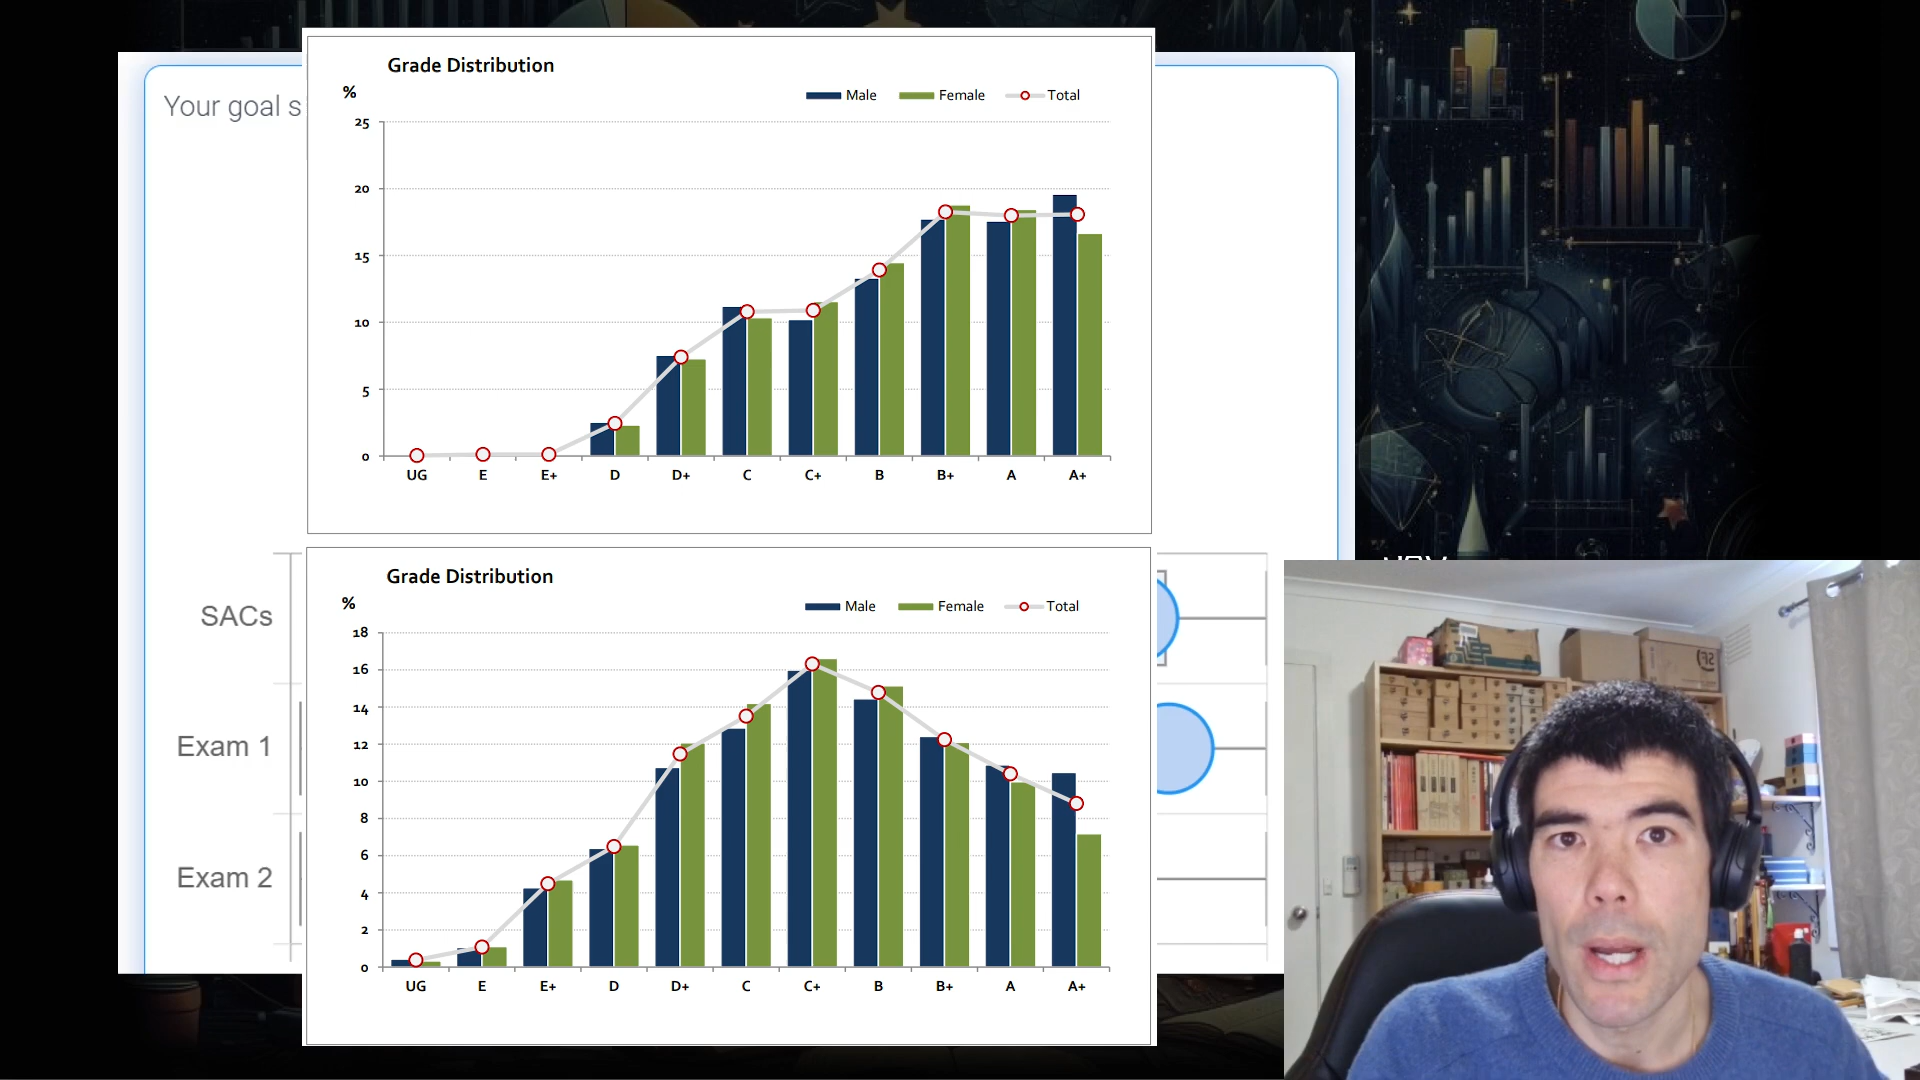 Grade Distribution
%
Male Female Total
25
20
15
10
5
0
UG E E+ D D+ C C+ B B+ A A+
Your goal s
Grade Distribution
%
Male Female Total
18
16
14
12
10
8
6
4
2
0
UG E E+ D D+ C C+ B B+ A A+
SACs
Exam 1
Exam 2